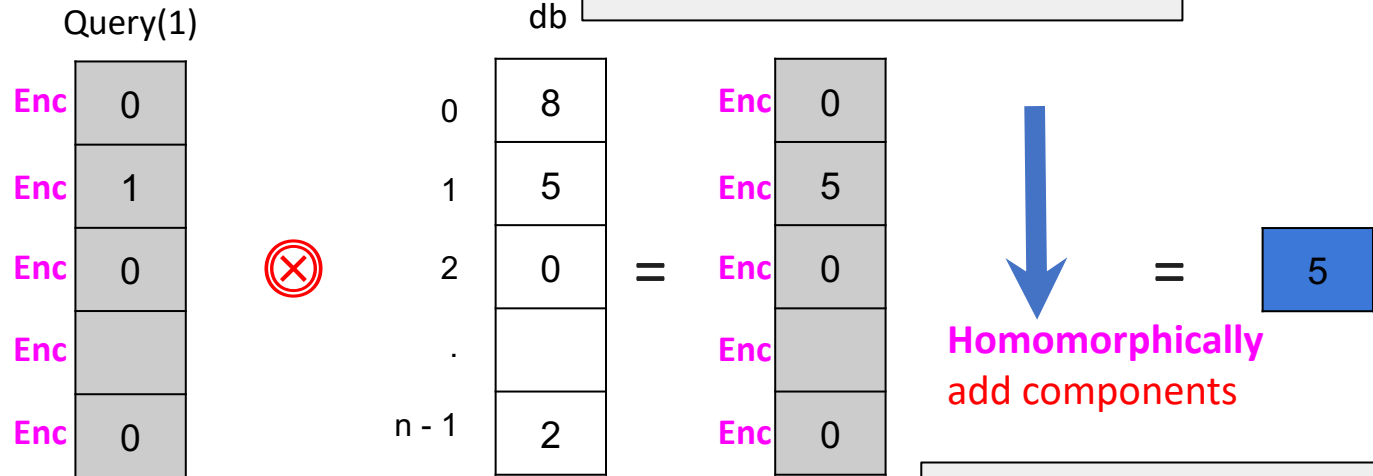 Query(1)
db
Enc 0 0 8 Enc 0
Enc 1 1 5 Enc 5
Enc 0 2 0 = Enc 0 = 5
Enc . Enc
Homomorphically
add components
Enc 0 n - 1 2 Enc 0